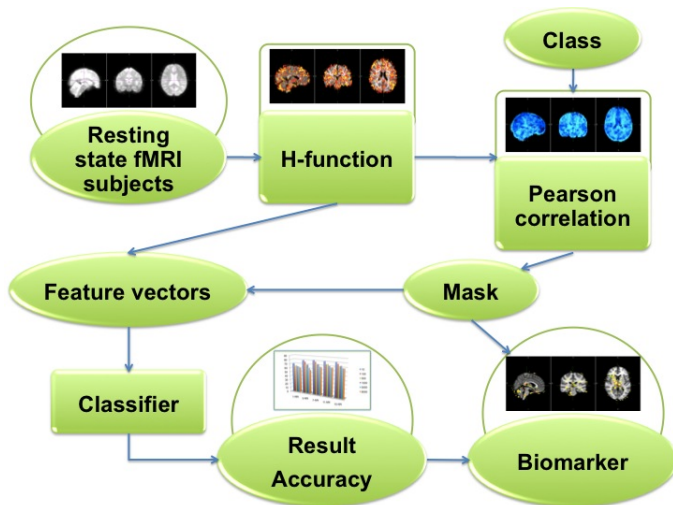 Class
Resting
state fMRI
subjects
H-function
Pearson
correlation
Feature vectors
Mask
Classifier
Result
Accuracy
Biomarker